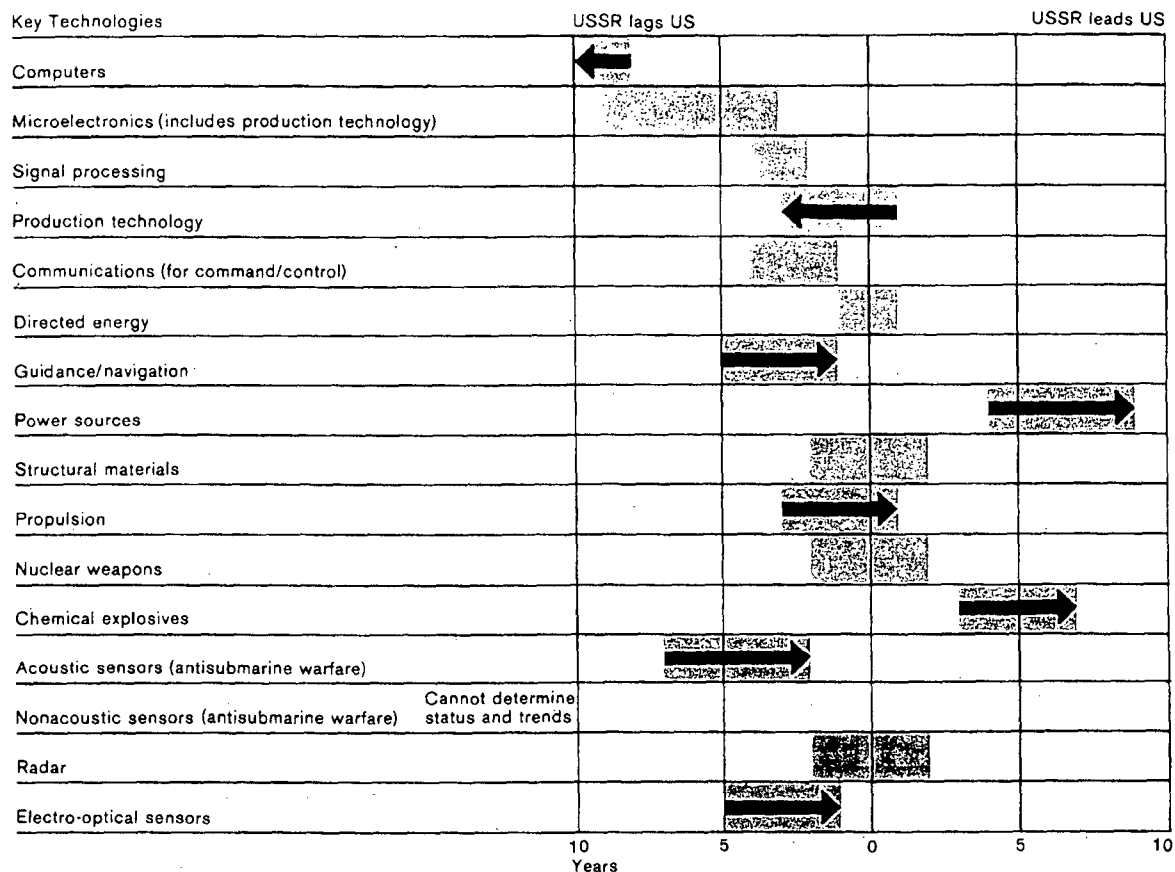 Key Technologies USSR lags US USSR leads US
Computers
Microelectronics (includes production technology)
Signal processing
Production technology
Communications (for command/control)
Directed energy
Guidance/navigation
Power sources
Structural materials
Propulsion
Nuclear weapons
Chemical explosives
Acoustic sensors (antisubmarine warfare)
Cannot determine
Nonacoustic sensors (antisubmarine warfare) status and trends
Radar
Electro-optical sensors
10 5 0 5 10
Years